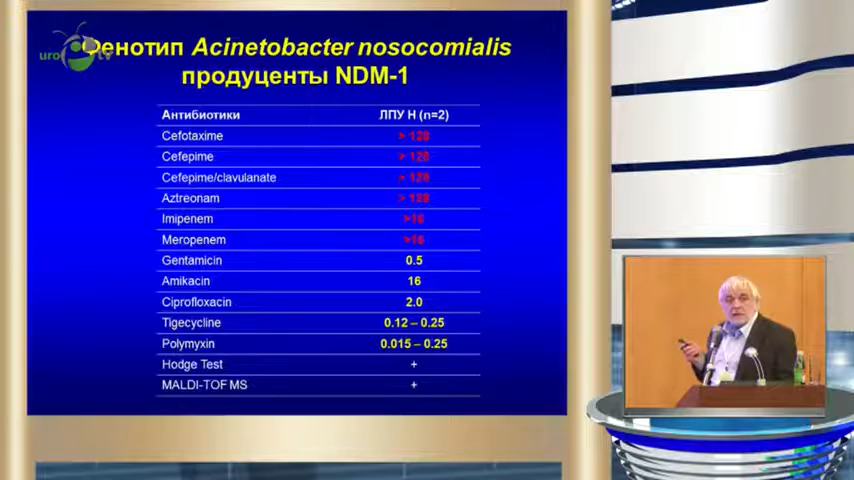 uro tv
Фенотип Acinetobacter nosocomialis
продуценты NDM-1
Антибиотики ЛПУ Н (n=2)
Cefotaxime > 128
Cefepime > 128
Cefepime/clavulanate > 128
Aztreonam > 128
Imipenem >16
Meropenem >16
Gentamicin 0.5
Amikacin 16
Ciprofloxacin 2.0
Tigecycline 0.12 – 0.25
Polymyxin 0.015 – 0.25
Hodge Test +
MALDI-TOF MS +